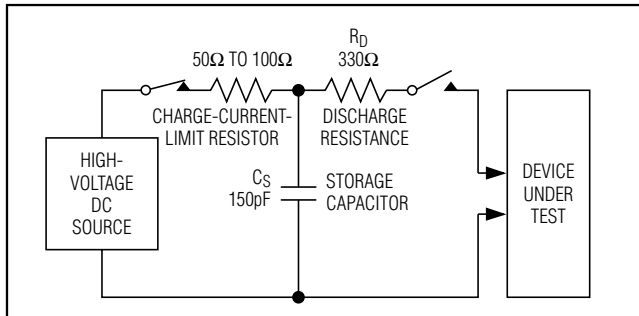 50Ω TO 100Ω
CHARGE-CURRENT-
LIMIT RESISTOR
R_D
330Ω
DISCHARGE
RESISTANCE
HIGH-
VOLTAGE
DC
SOURCE
C_S
150pF
STORAGE
CAPACITOR
DEVICE
UNDER
TEST